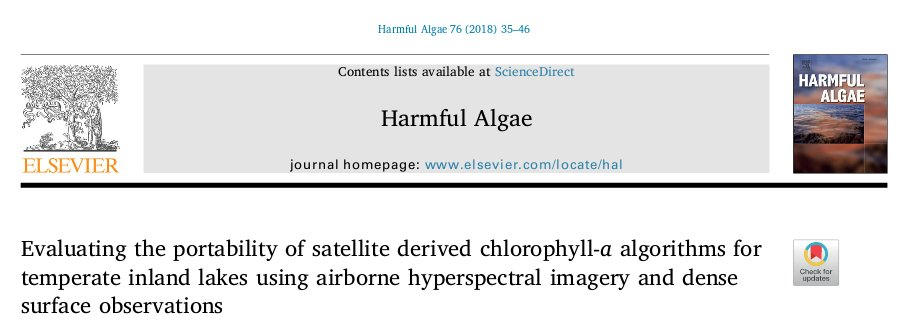 Harmful Algae 76 (2018) 35–46
Contents lists available at ScienceDirect
Harmful Algae
journal homepage: www.elsevier.com/locate/hal
ELSEVIER
HARMFUL
ALGAE
Evaluating the portability of satellite derived chlorophyll-a algorithms for
temperate inland lakes using airborne hyperspectral imagery and dense
surface observations
Check for
updates